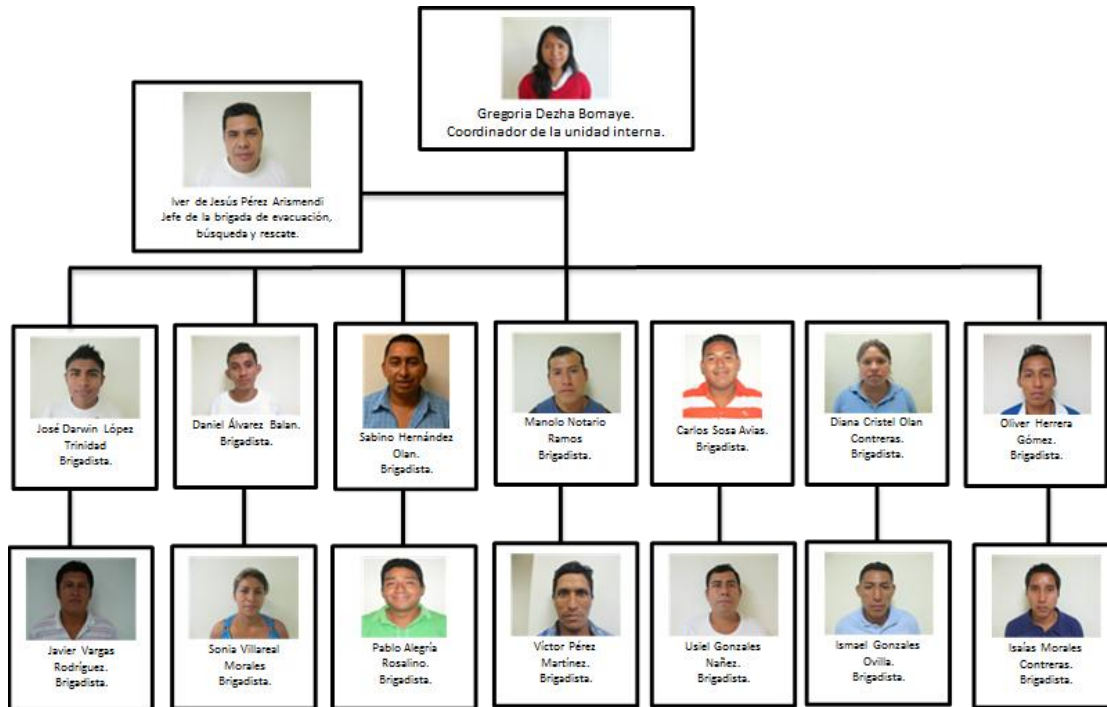 Gregoria Dezha Bomaye.
Coordinador de la unidad interna.
Iver de Jesús Pérez Arismendi
Jefe de la brigada de evacuación,
búsqueda y rescate.
José Darwin López
Trinidad
Brigadista.
Daniel Álvarez Balan.
Brigadista.
Sabino Hernández
Olan.
Brigadista.
Manolo Notario
Ramos
Brigadista.
Carlos Sosa Avias.
Brigadista.
Diana Cristel Olan
Contreras.
Brigadista.
Oliver Herrera
Gómez.
Brigadista.
Javier Vargas
Rodríguez.
Brigadista.
Sonia Villareal
Morales
Brigadista.
Pablo Alegría
Rosalino.
Brigadista.
Víctor Pérez
Martínez.
Brigadista.
Usiel Gonzales
Nañez.
Brigadista.
Ismael Gonzales
Ovilla.
Brigadista.
Isaías Morales
Contreras.
Brigadista.